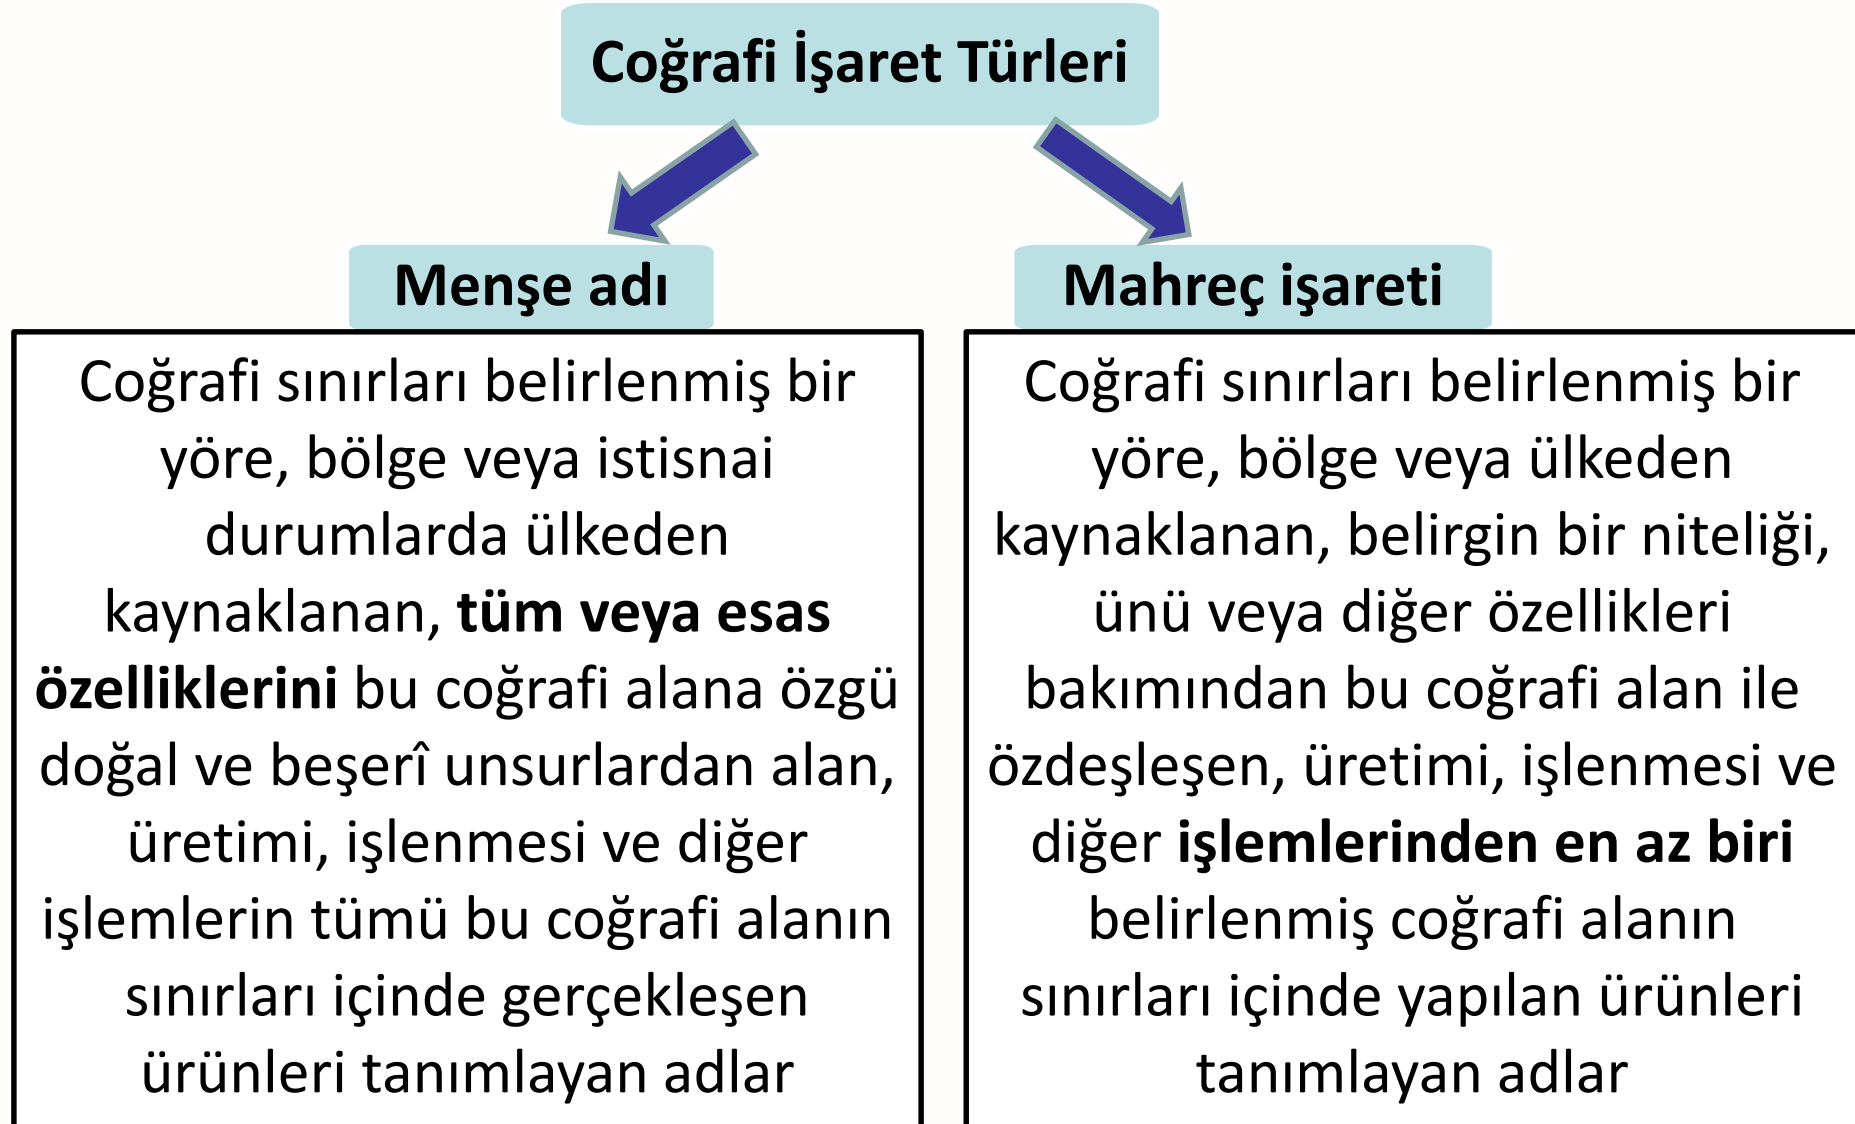 Coğrafi İşaret Türleri
Menşe adı
Coğrafi sınırları belirlenmiş bir
yöre, bölge veya istisnai
durumlarda ülkeden
kaynaklanan, tüm veya esas
özelliklerini bu coğrafi alana özgü
doğal ve beşerî unsurlardan alan,
üretimi, işlenmesi ve diğer
işlemlerin tümü bu coğrafi alanın
sınırları içinde gerçekleşen
ürünleri tanımlayan adlar
Mahreç işareti
Coğrafi sınırları belirlenmiş bir
yöre, bölge veya ülkeden
kaynaklanan, belirgin bir niteliği,
ünü veya diğer özellikleri
bakımından bu coğrafi alan ile
özdeşleşen, üretimi, işlenmesi ve
diğer işlemlerinden en az biri
belirlenmiş coğrafi alanın
sınırları içinde yapılan ürünleri
tanımlayan adlar